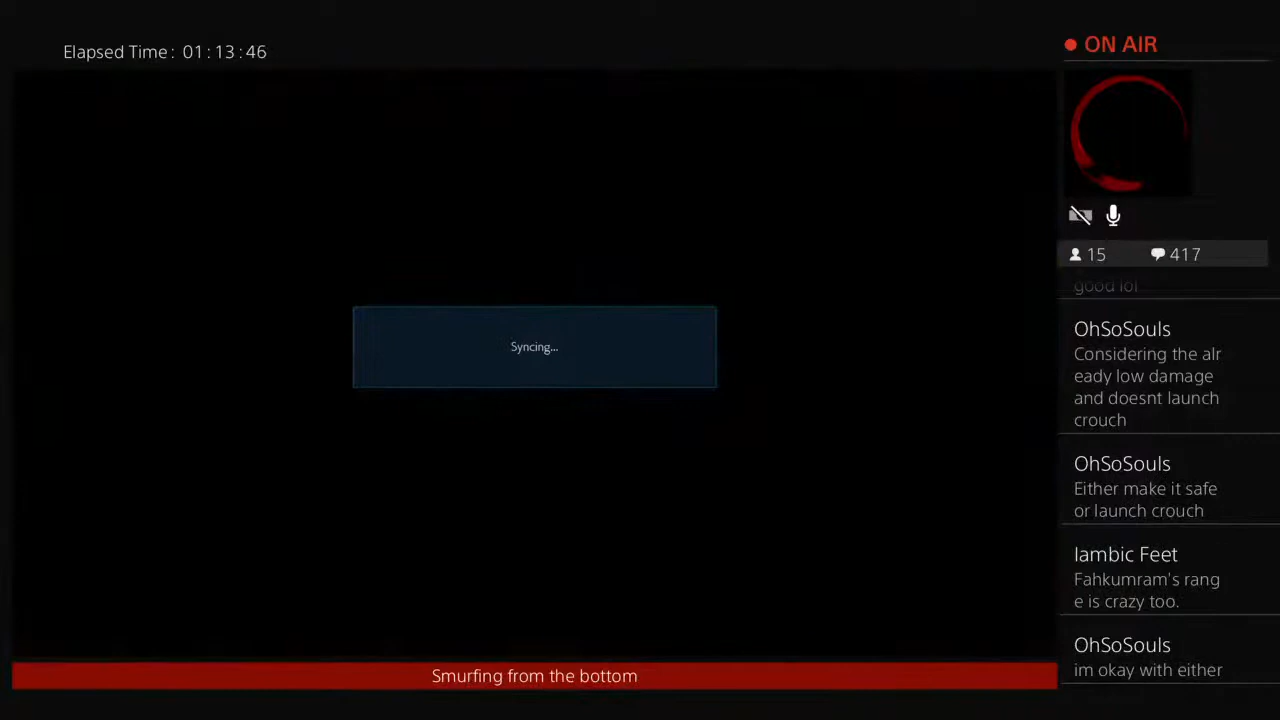 Elapsed Time: 01:13:46
ON AIR
15 417
good lol
OhSoSouls
Considering the alr
eady low damage
and doesnt launch
crouch
OhSoSouls
Either make it safe
or launch crouch
Iambic Feet
Fahkumram's rang
e is crazy too.
OhSoSouls
im okay with either
Syncing...
Smurfing from the bottom